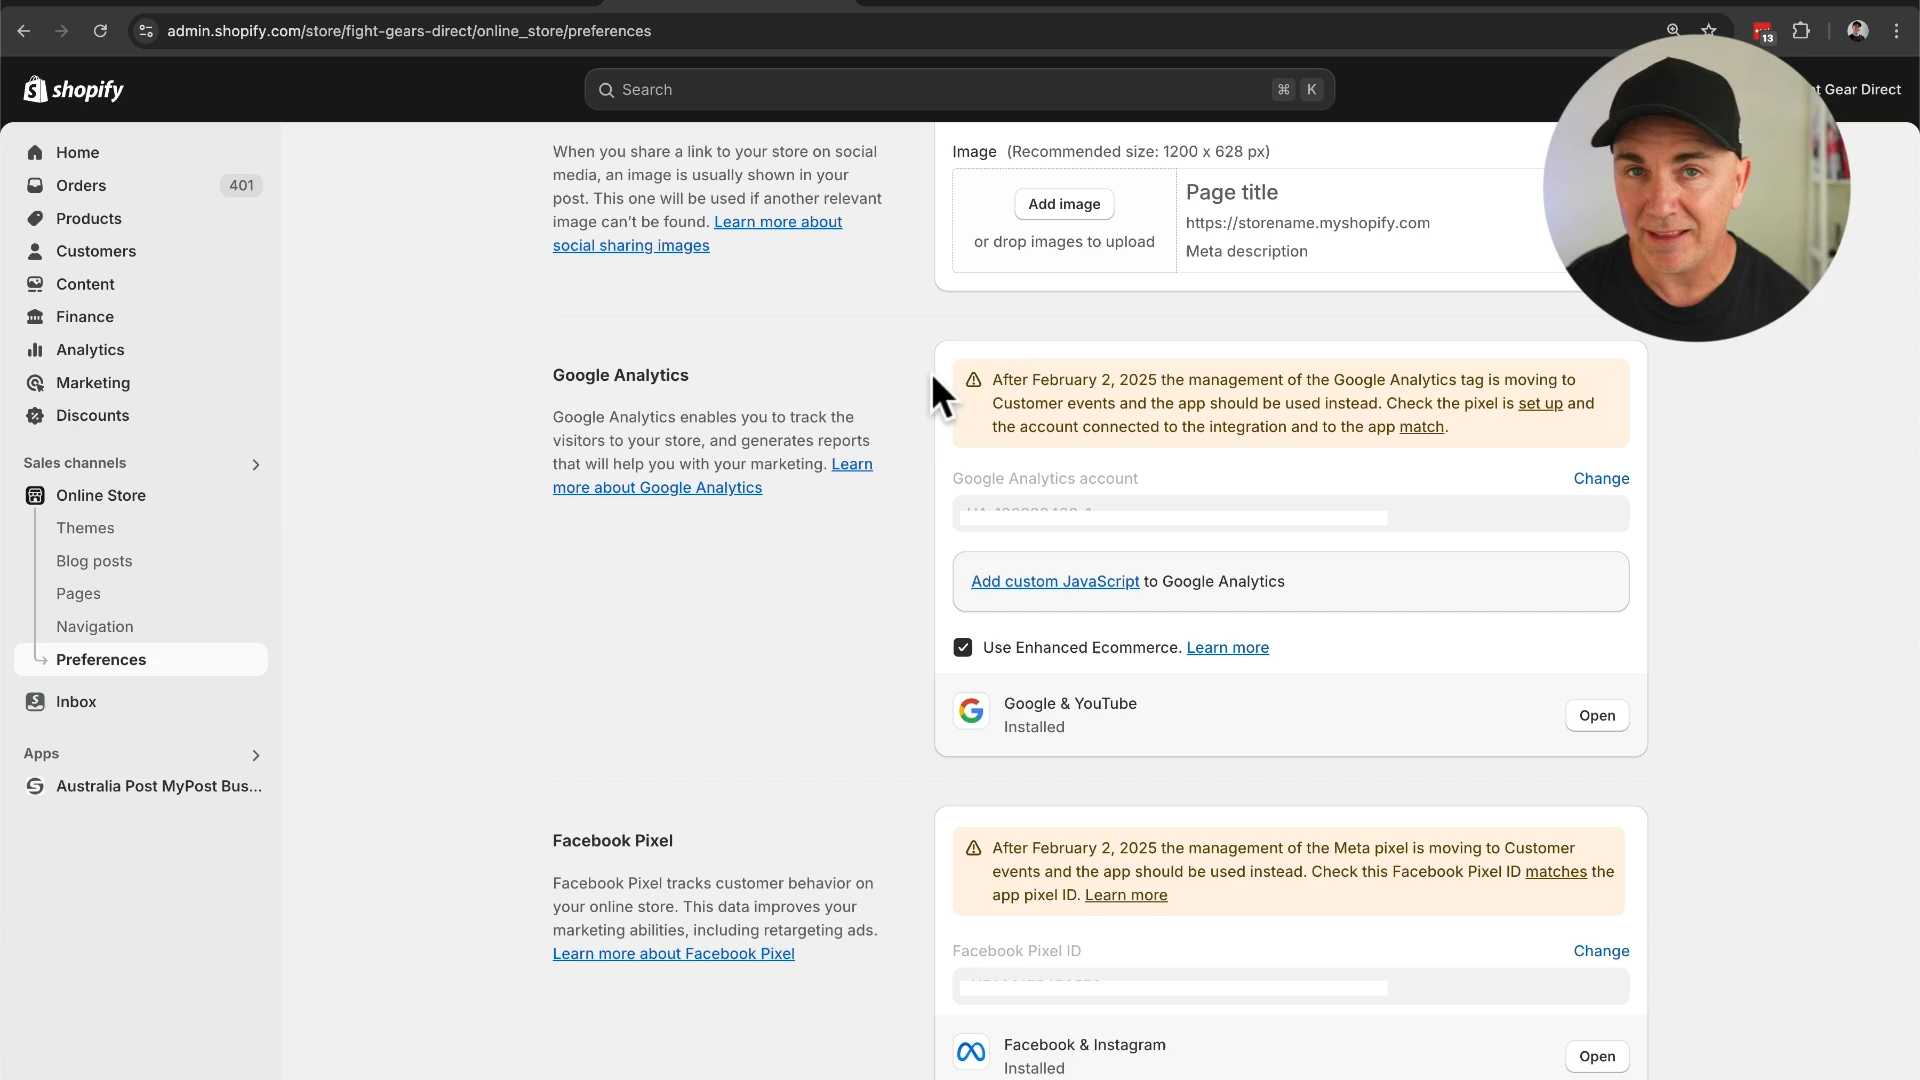 admin.shopify.com/store/fight-gears-direct/online_store/preferences
13
shopify
Search
⌘ K
t Gear Direct
Home
Orders
401
Products
Customers
Content
Finance
Analytics
Marketing
Discounts
Sales channels
Online Store
Themes
Blog posts
Pages
Navigation
Preferences
Inbox
Apps
Australia Post MyPost Bus...
When you share a link to your store on social
media, an image is usually shown in your
post. This one will be used if another relevant
image can't be found. Learn more about
social sharing images
Image (Recommended size: 1200 x 628 px)
Add image
or drop images to upload
Page title
https://storename.myshopify.com
Meta description
Google Analytics
Google Analytics enables you to track the
visitors to your store, and generates reports
that will help you with your marketing. Learn
more about Google Analytics
After February 2, 2025 the management of the Google Analytics tag is moving to
Customer events and the app should be used instead. Check the pixel is set up and
the account connected to the integration and to the app match.
Google Analytics account
Change
Add custom JavaScript to Google Analytics
Use Enhanced Ecommerce. Learn more
Google & YouTube
Installed
Open
Facebook Pixel
Facebook Pixel tracks customer behavior on
your online store. This data improves your
marketing abilities, including retargeting ads.
Learn more about Facebook Pixel
After February 2, 2025 the management of the Meta pixel is moving to Customer
events and the app should be used instead. Check this Facebook Pixel ID matches the
app pixel ID. Learn more
Facebook Pixel ID
Change
Facebook & Instagram
Installed
Open